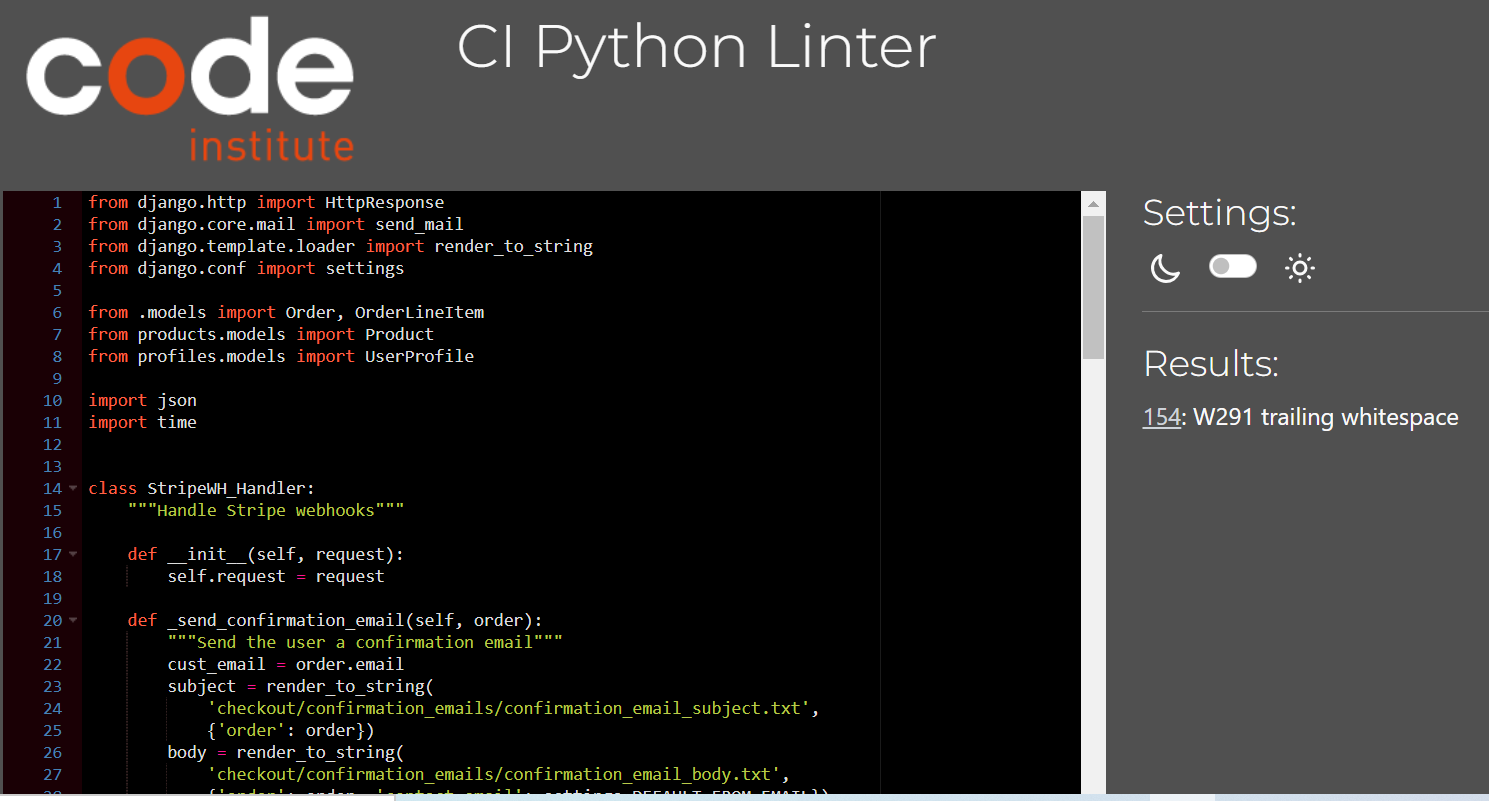 code
institute
CI Python Linter
1 from django.http import HttpResponse
2 from django.core.mail import send_mail
3 from django.template.loader import render_to_string
4 from django.conf import settings
5
6 from .models import Order, OrderLineItem
7 from products.models import Product
8 from profiles.models import UserProfile
9
10 import json
11 import time
12
13
14 class StripeWH_Handler:
15     """Handle Stripe webhooks"""
16
17     def __init__(self, request):
18         self.request = request
19
20     def _send_confirmation_email(self, order):
21         """Send the user a confirmation email"""
22         cust_email = order.email
23         subject = render_to_string(
24             'checkout/confirmation_emails/confirmation_email_subject.txt',
25             {'order': order})
26         body = render_to_string(
27             'checkout/confirmation_emails/confirmation_email_body.txt',
28             {'order': order, 'contact_email': settings.DEFAULT_FROM_EMAIL})
Settings:
Results:
154: W291 trailing whitespace